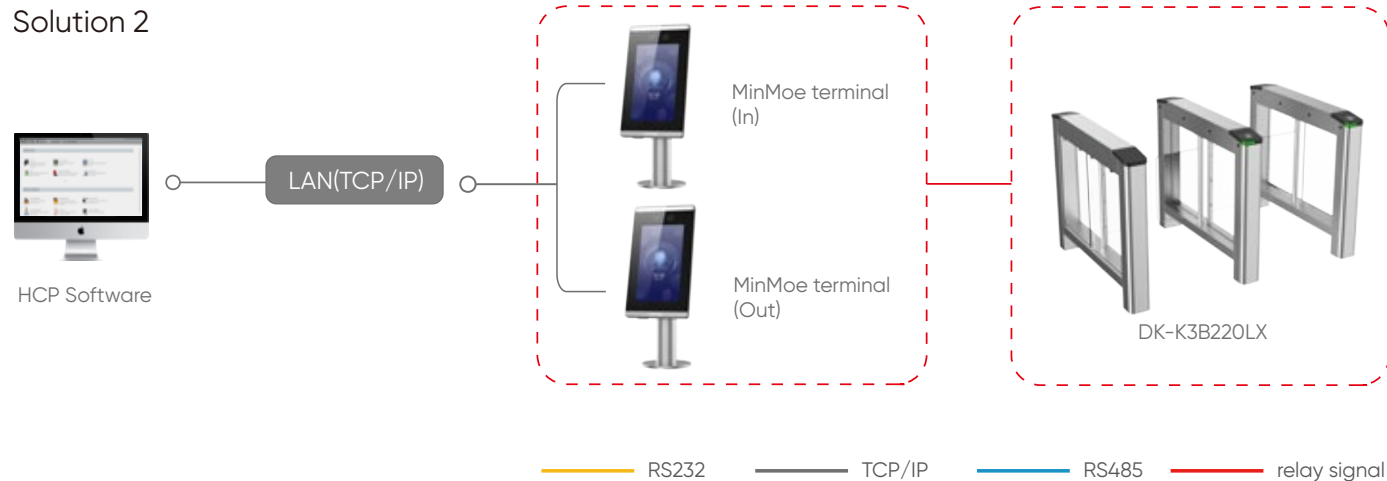 Solution 2
MinMoe terminal
(In)
LAN(TCP/IP)
HCP Software
MinMoe terminal
(Out)
DK-K3B220LX
RS232
TCP/IP
RS485
relay signal